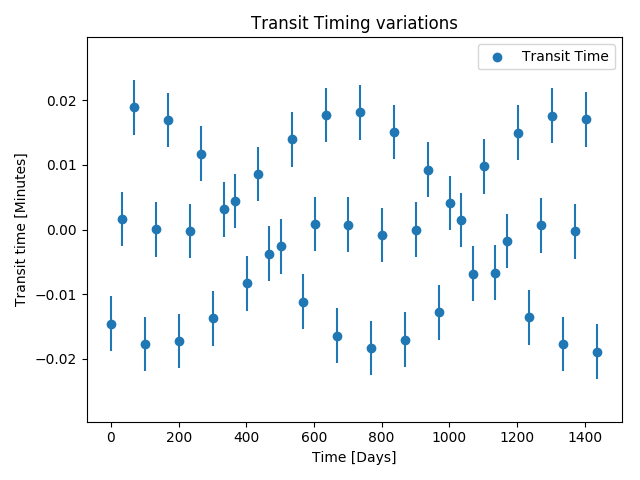 Transit Timing variations
Transit Time
0.02
0.01
0.00
−0.01
−0.02
Transit time [Minutes]
0 200 400 600 800 1000 1200 1400
Time [Days]